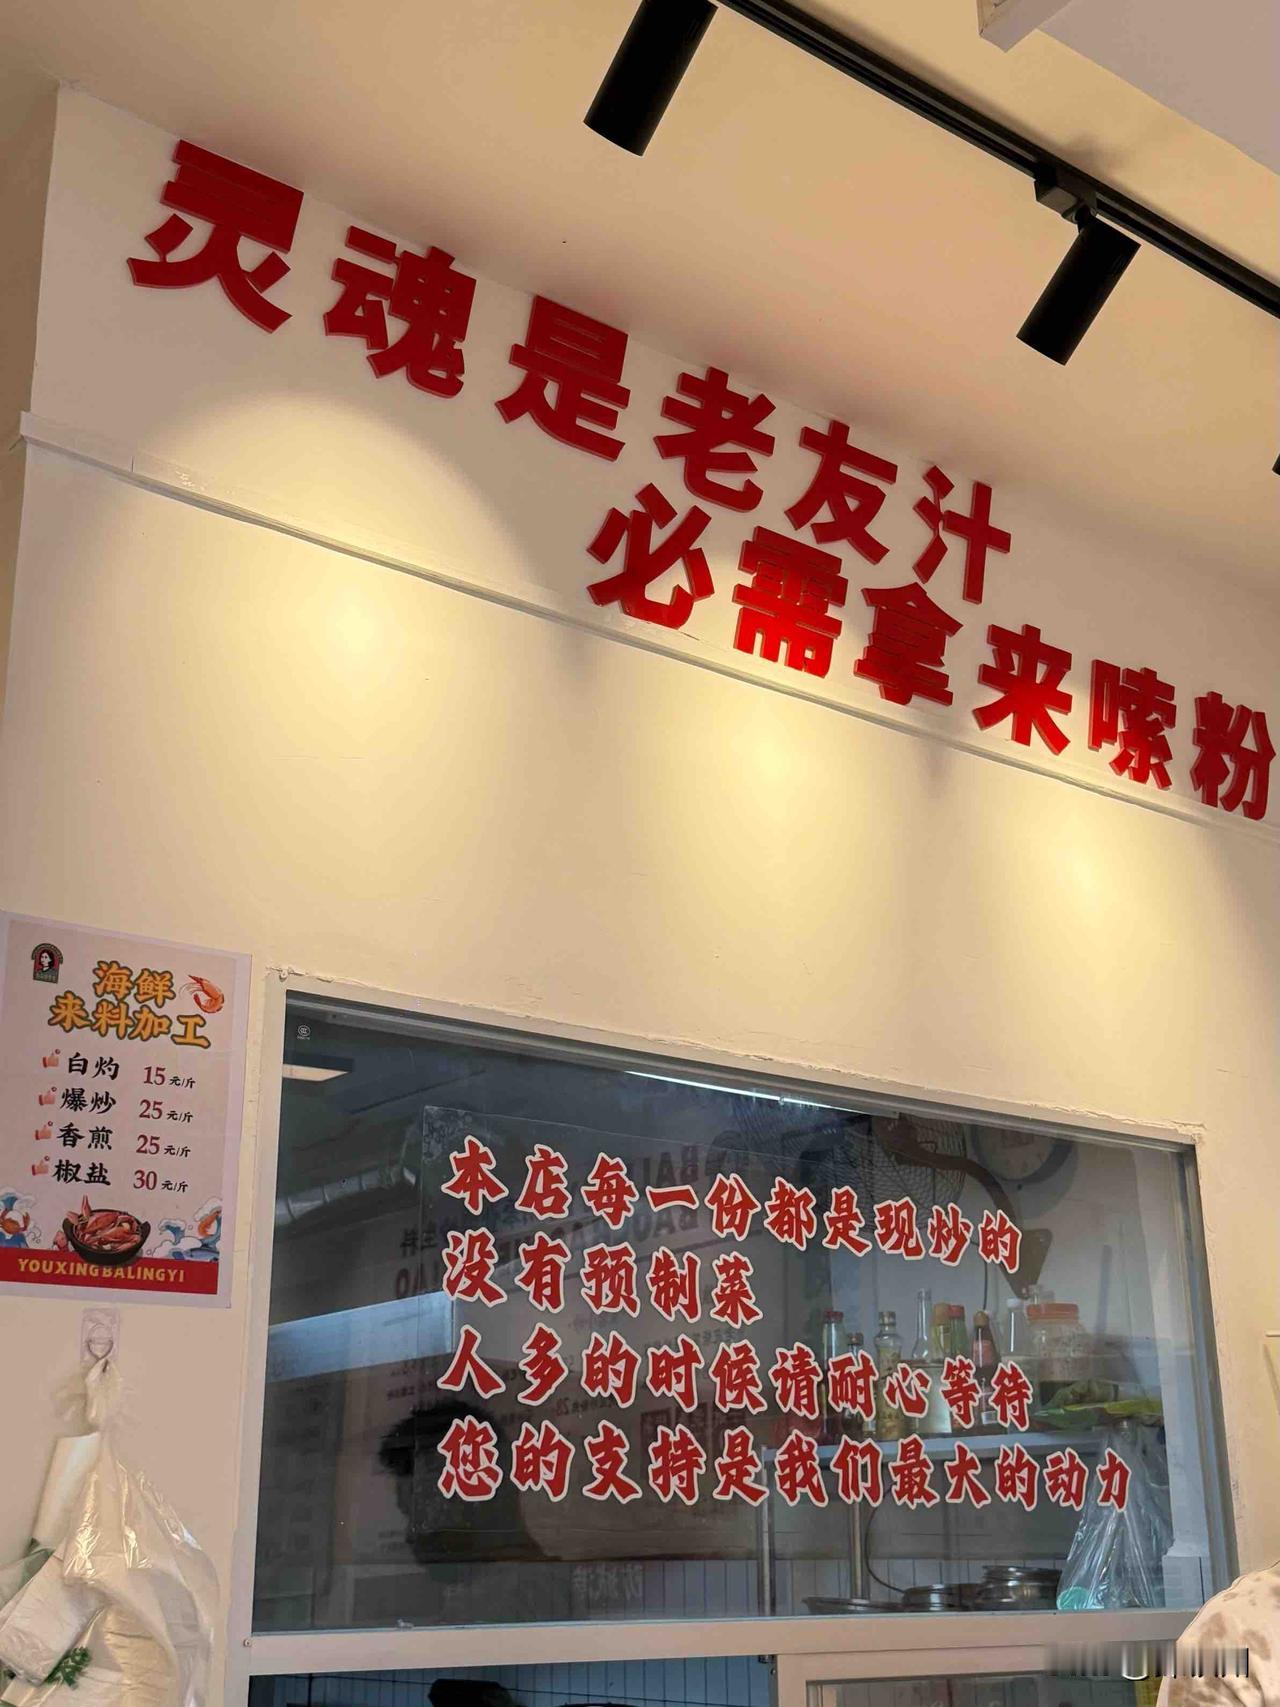 灵魂是老友汁
必需拿来嗦粉
海鲜
来料加工
白灼 15元/斤
爆炒 25元/斤
香煎 25元/斤
椒盐 30元/斤
YOUXINGBALINGYI
本店每一份都是现炒的
没有预制菜
人多的时候请耐心等待
您的支持是我们最大的动力